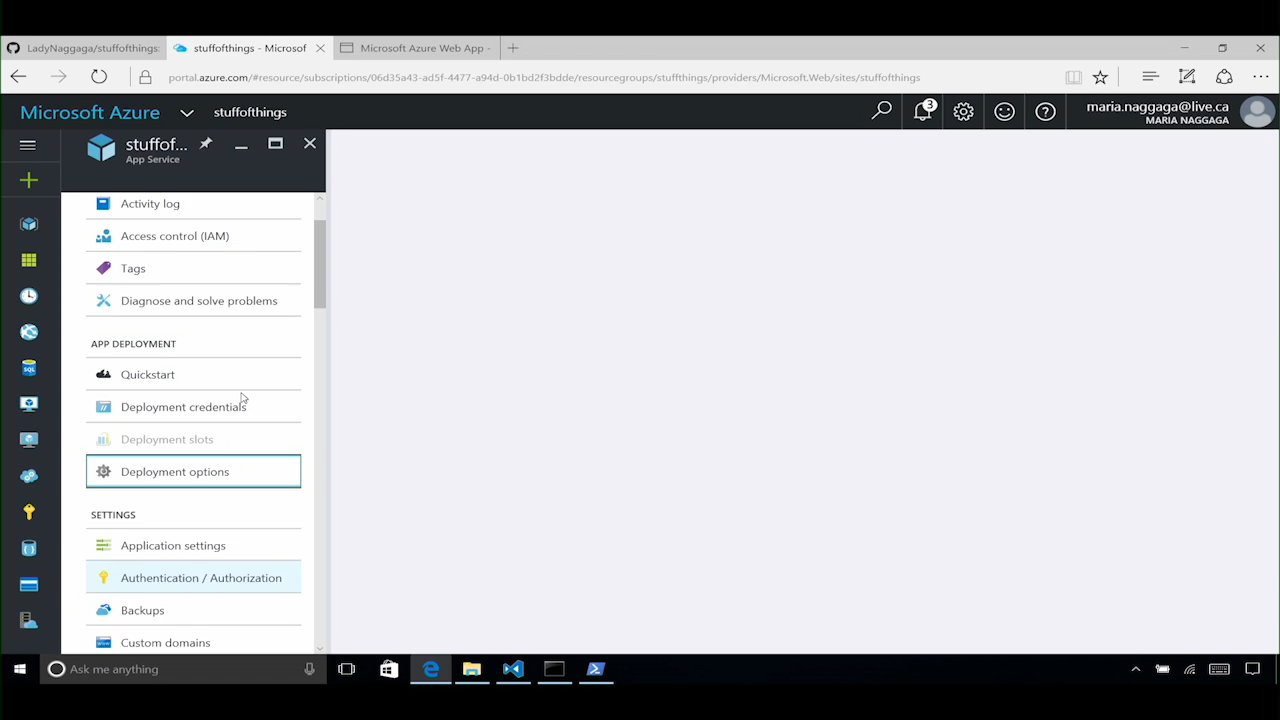 LadyNaggaga/stuffofthings:
stuffofthings - Microsof
Microsoft Azure Web App -
portal.azure.com/#resource/subscriptions/06d35a43-ad5f-4477-a94d-0b1bd2f3bdde/resourcegroups/stuffthings/providers/Microsoft.Web/sites/stuffofthings
Microsoft Azure
stuffofthings
3
maria.naggaga@live.ca
MARIA NAGGAGA
stuffof...
App Service
Activity log
Access control (IAM)
Tags
Diagnose and solve problems
APP DEPLOYMENT
Quickstart
Deployment credentials
Deployment slots
Deployment options
SETTINGS
Application settings
Authentication / Authorization
Backups
Custom domains
SQL
Ask me anything